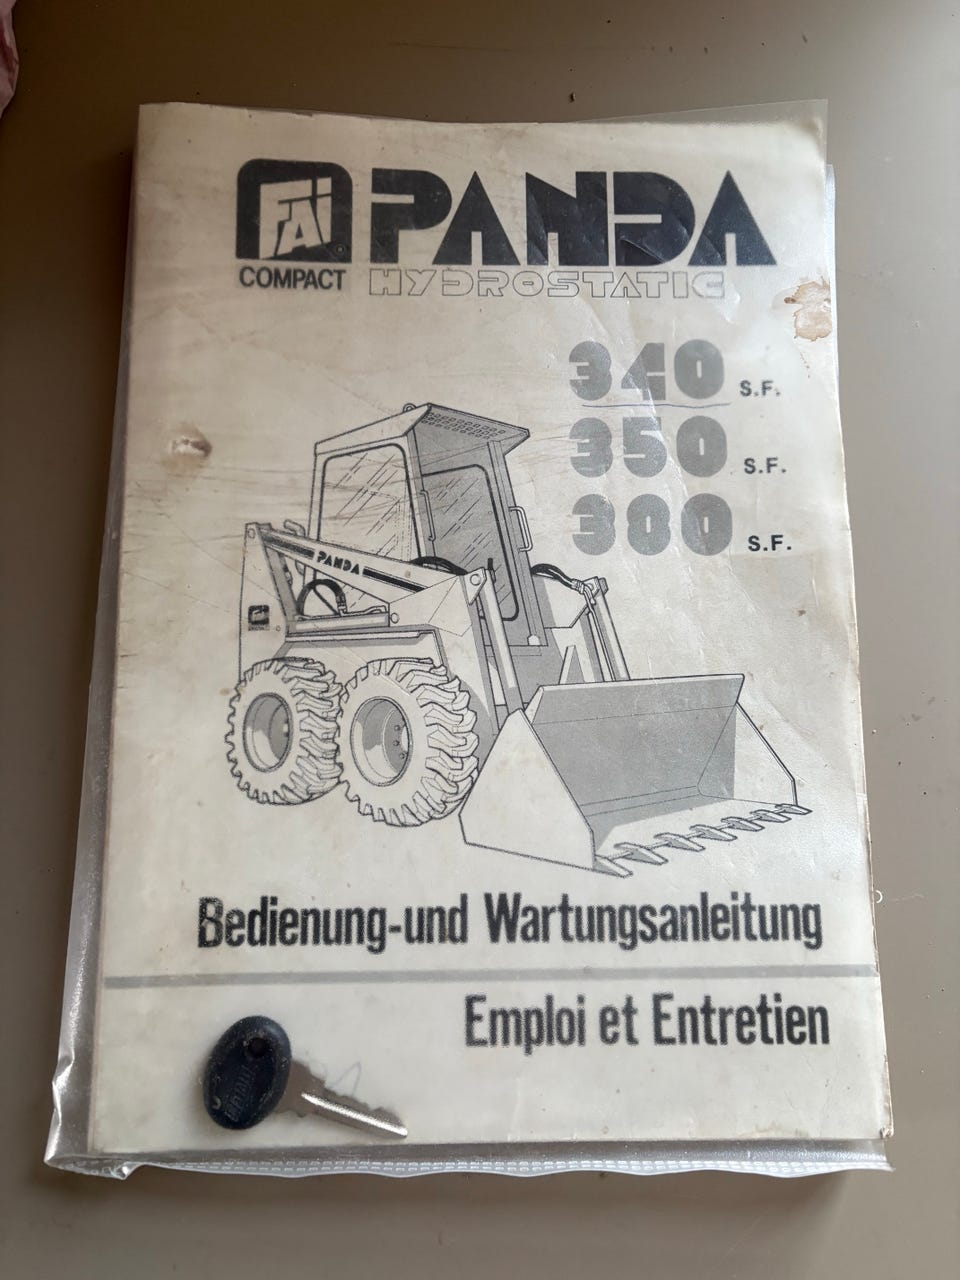 FAI
COMPACT
PANDA
HYDROSTATIC
340 S.F.
350 S.F.
380 S.F.
PANDA
Bedienung-und Wartungsanleitung
Emploi et Entretien